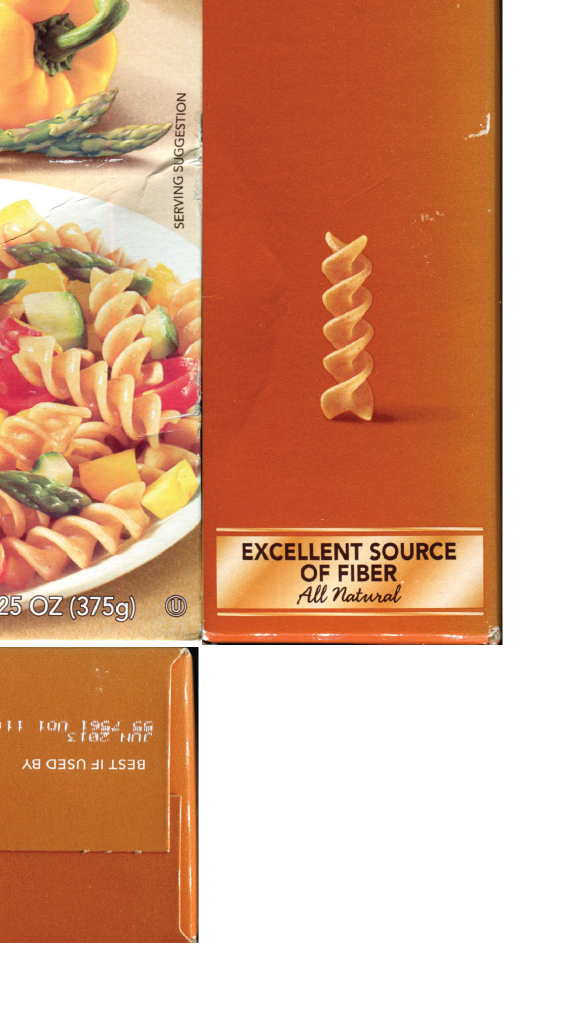 SERVING SUGGESTION
EXCELLENT SOURCE
OF FIBER
All Natural
25 OZ (375g)
U
BEST IF USED BY
JUN 2013